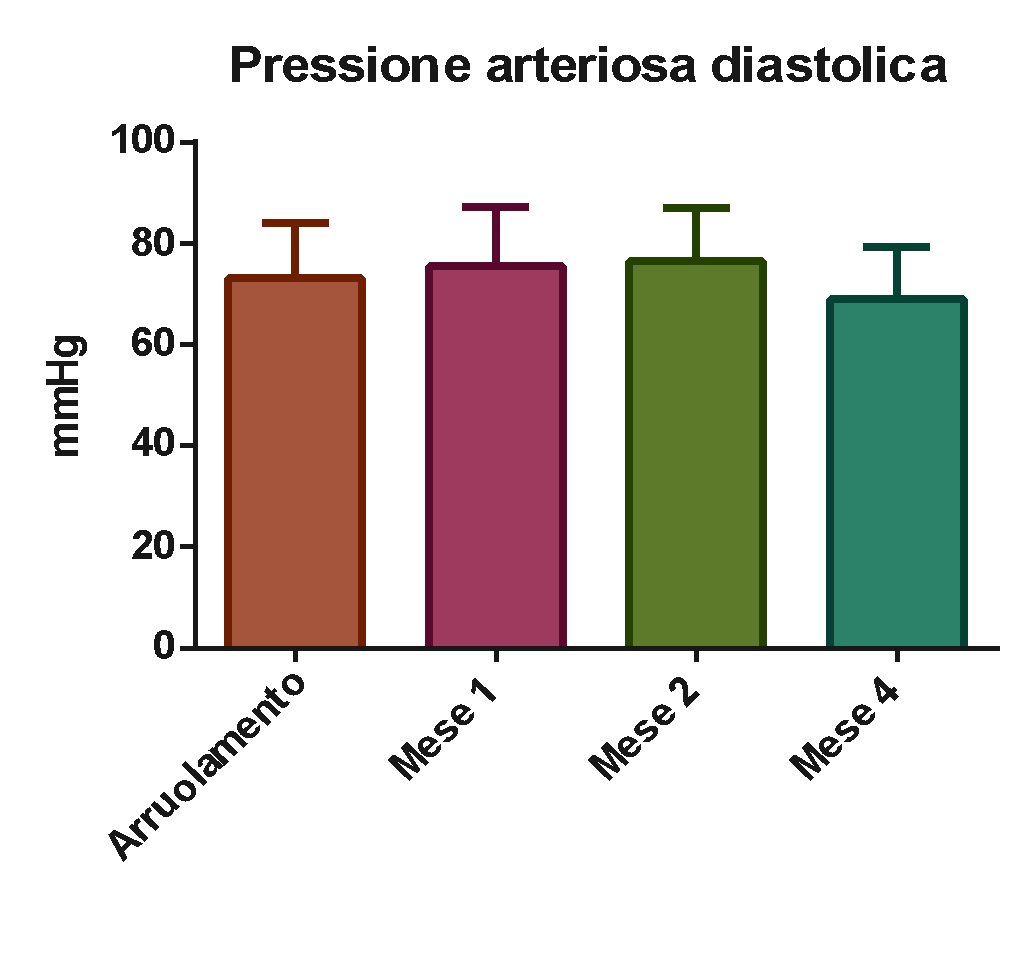 Pressione arteriosa diastolica
100
80
60
40
20
0
mmHg
Arruolamento
Mese 1
Mese 2
Mese 4